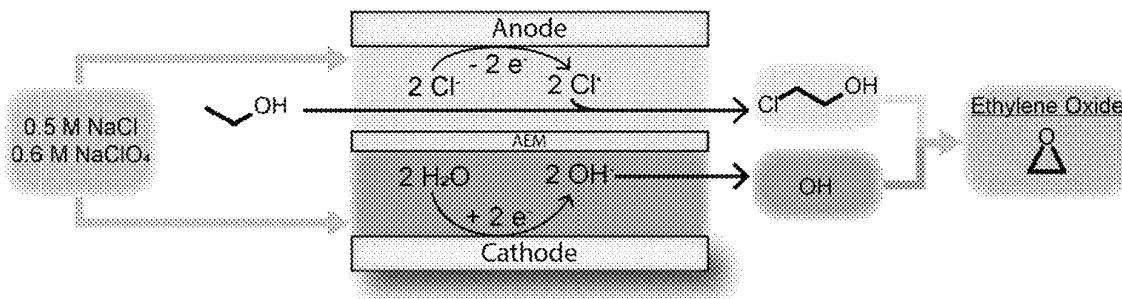 Anode
- 2 e
2 Cl- 2 Cl•
OH
Cl OH
0.5 M NaCl
0.6 M NaClO₄
Ethylene Oxide
O
AEM
2 H₂O 2 OH-
OH
+ 2 e
Cathode